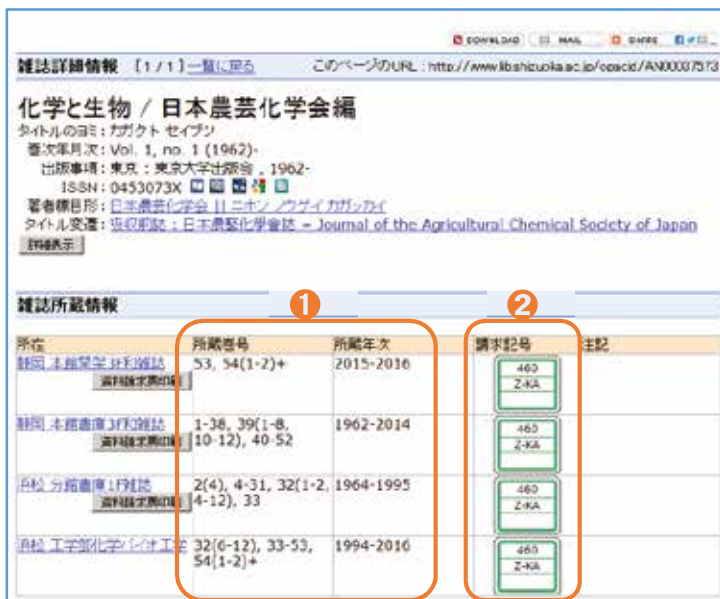 DOWNLOAD MAIL SHARE
雑誌詳細情報 [1/1] 一覧に戻る このページのURL : http://www.lib.shizuoka.ac.jp/opacid/AN00037573
化学と生物 / 日本農芸化学会編
タイトルのヨミ : カガクト セイブツ
巻次年月次 : Vol. 1, no. 1 (1962)-
出版事項 : 東京 : 東京大学出版会 , 1962-
ISSN : 0453073X
著者標目形 : 日本農芸化学会 || ニホン ノウゲイ カガッカイ
タイトル変遷 : 吸収前誌 : 日本農藝化學會誌 = Journal of the Agricultural Chemical Society of Japan
詳細表示
雑誌所蔵情報
1 2
所在 所蔵巻号 所蔵年次 請求記号 注記
静岡 本館開架3F和雑誌 53, 54(1-2)+ 2015-2016 460
資料請求票印刷 Z-KA
静岡 本館書庫3F和雑誌 1-38, 39(1-8, 1962-2014 460
資料請求票印刷 10-12), 40-52 Z-KA
浜松 分館書庫1F雑誌 2(4), 4-31, 32(1-2, 1964-1995 460
資料請求票印刷 4-12), 33 Z-KA
浜松 工学部化学バイオ工学 32(6-12), 33-53, 1994-2016 460
54(1-2)+ Z-KA